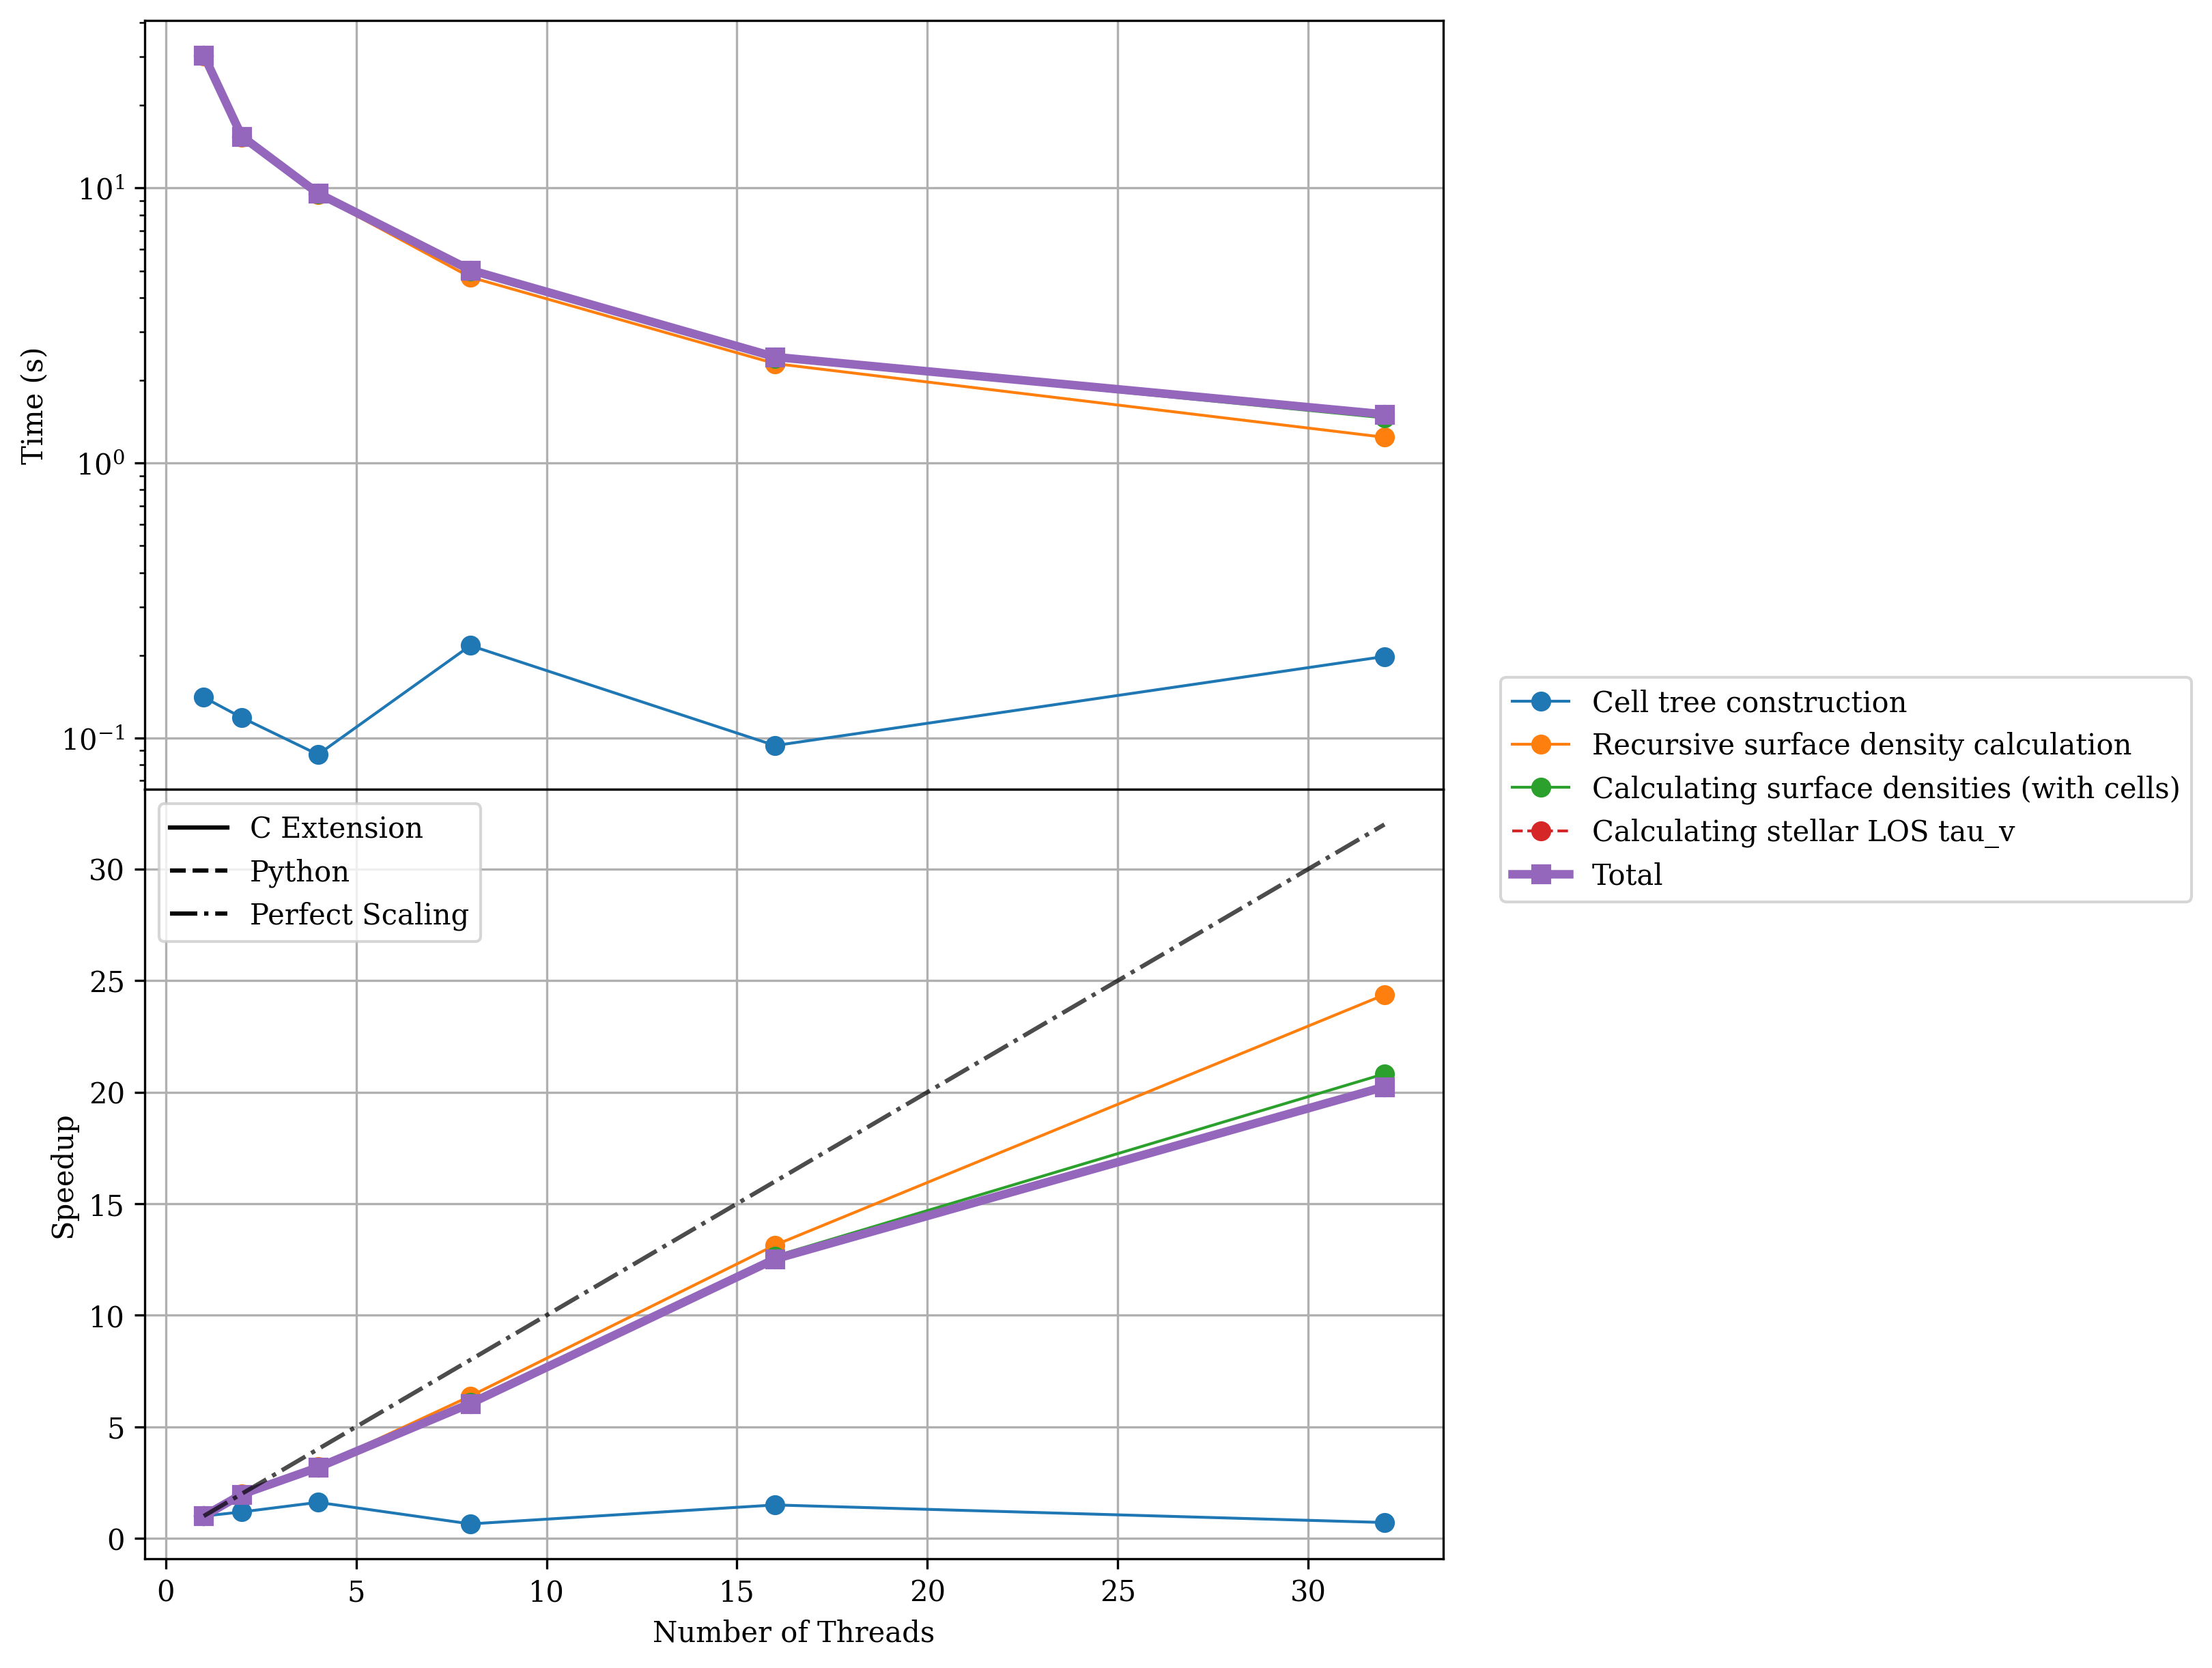 10¹
10⁰
10⁻¹
Time (s)
C Extension
Python
Perfect Scaling
30
25
20
15
10
5
0
Speedup
0 5 10 15 20 25 30
Number of Threads
Cell tree construction
Recursive surface density calculation
Calculating surface densities (with cells)
Calculating stellar LOS tau_v
Total